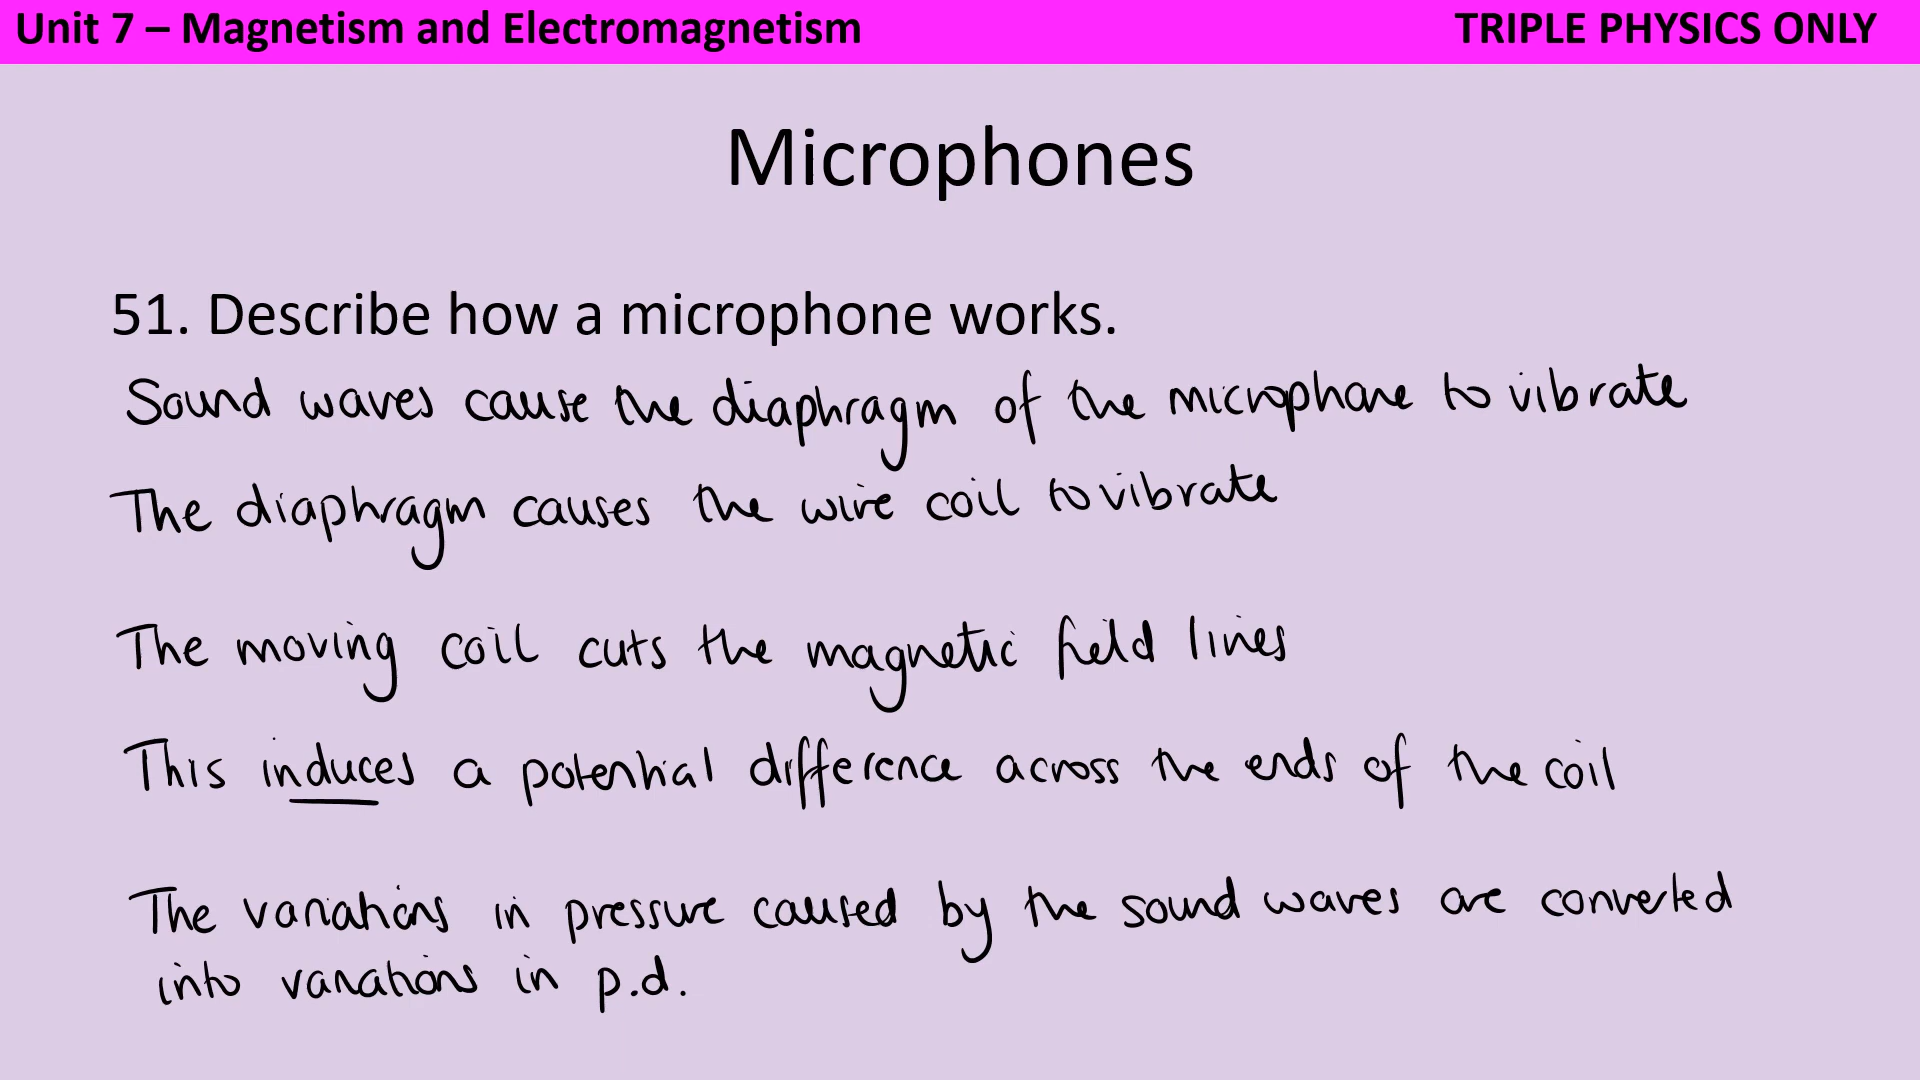 Unit 7 – Magnetism and Electromagnetism TRIPLE PHYSICS ONLY
Microphones
51. Describe how a microphone works.
Sound waves cause the diaphragm of the microphone to vibrate
The diaphragm causes the wire coil to vibrate
The moving coil cuts the magnetic field lines
This induces a potential difference across the ends of the coil
The variations in pressure caused by the sound waves are converted
into variations in p.d.